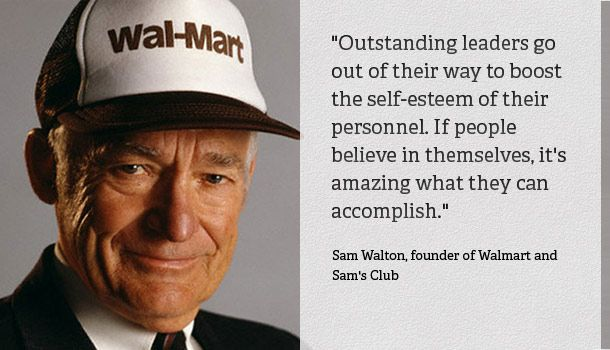 Wal-Mart
"Outstanding leaders go
out of their way to boost
the self-esteem of their
personnel. If people
believe in themselves, it's
amazing what they can
accomplish."
Sam Walton, founder of Walmart and
Sam's Club